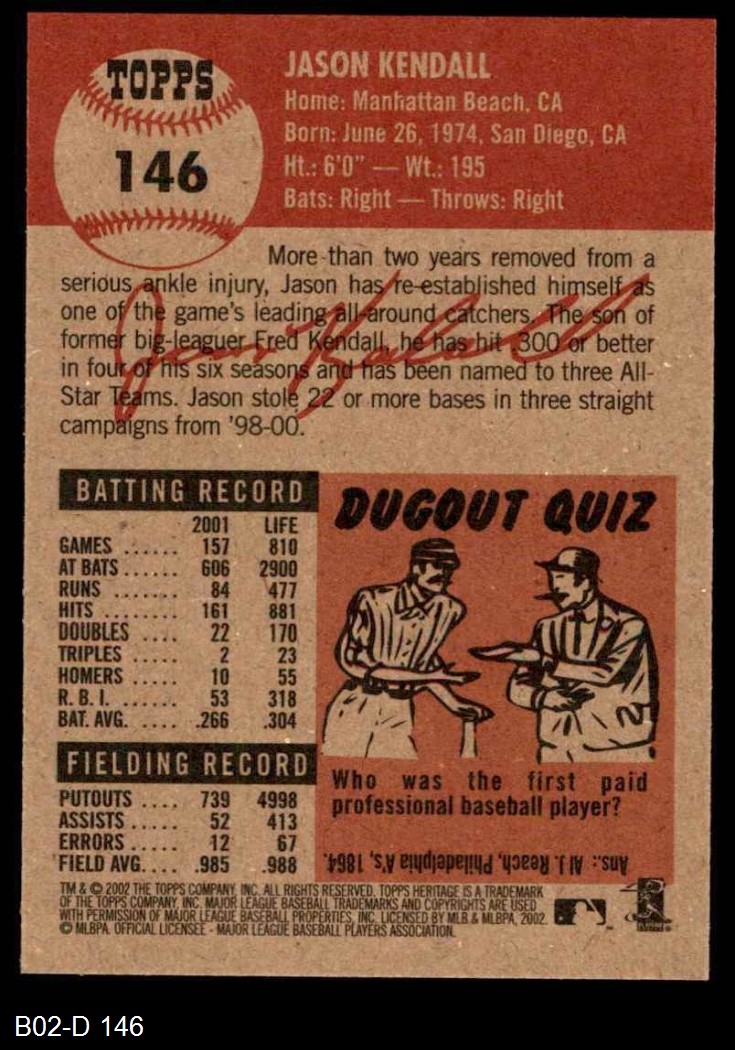 TOPPS
146
JASON KENDALL
Home: Manhattan Beach, CA
Born: June 26, 1974, San Diego, CA
Ht.: 6'0" — Wt.: 195
Bats: Right — Throws: Right
More than two years removed from a
serious ankle injury, Jason has re-established himself as
one of the game's leading all-around catchers. The son of
former big-leaguer Fred Kendall, he has hit .300 or better
in four of his six seasons and has been named to three All-
Star Teams. Jason stole 22 or more bases in three straight
campaigns from '98-00.
Jason Kendall
BATTING RECORD
2001 LIFE
GAMES ...... 157 810
AT BATS ...... 606 2900
RUNS ...... 84 477
HITS ...... 161 881
DOUBLES .... 22 170
TRIPLES ..... 2 23
HOMERS ..... 10 55
R. B. I. ...... 53 318
BAT. AVG. .... .266 .304
FIELDING RECORD
PUTOUTS .... 739 4998
ASSISTS ..... 52 413
ERRORS ..... 12 67
FIELD AVG. ... .985 .988
DUGOUT QUIZ
Who was the first paid
professional baseball player?
Ans.: Al J. Reach, Philadelphia A's, 1864.
TM & © 2002 THE TOPPS COMPANY, INC. ALL RIGHTS RESERVED. TOPPS HERITAGE IS A TRADEMARK
OF THE TOPPS COMPANY, INC. MAJOR LEAGUE BASEBALL TRADEMARKS AND COPYRIGHTS ARE USED
WITH PERMISSION OF MAJOR LEAGUE BASEBALL PROPERTIES, INC. LICENSED BY MLB & MLBPA, 2002.
© MLBPA. OFFICIAL LICENSEE - MAJOR LEAGUE BASEBALL PLAYERS ASSOCIATION.
B02-D 146